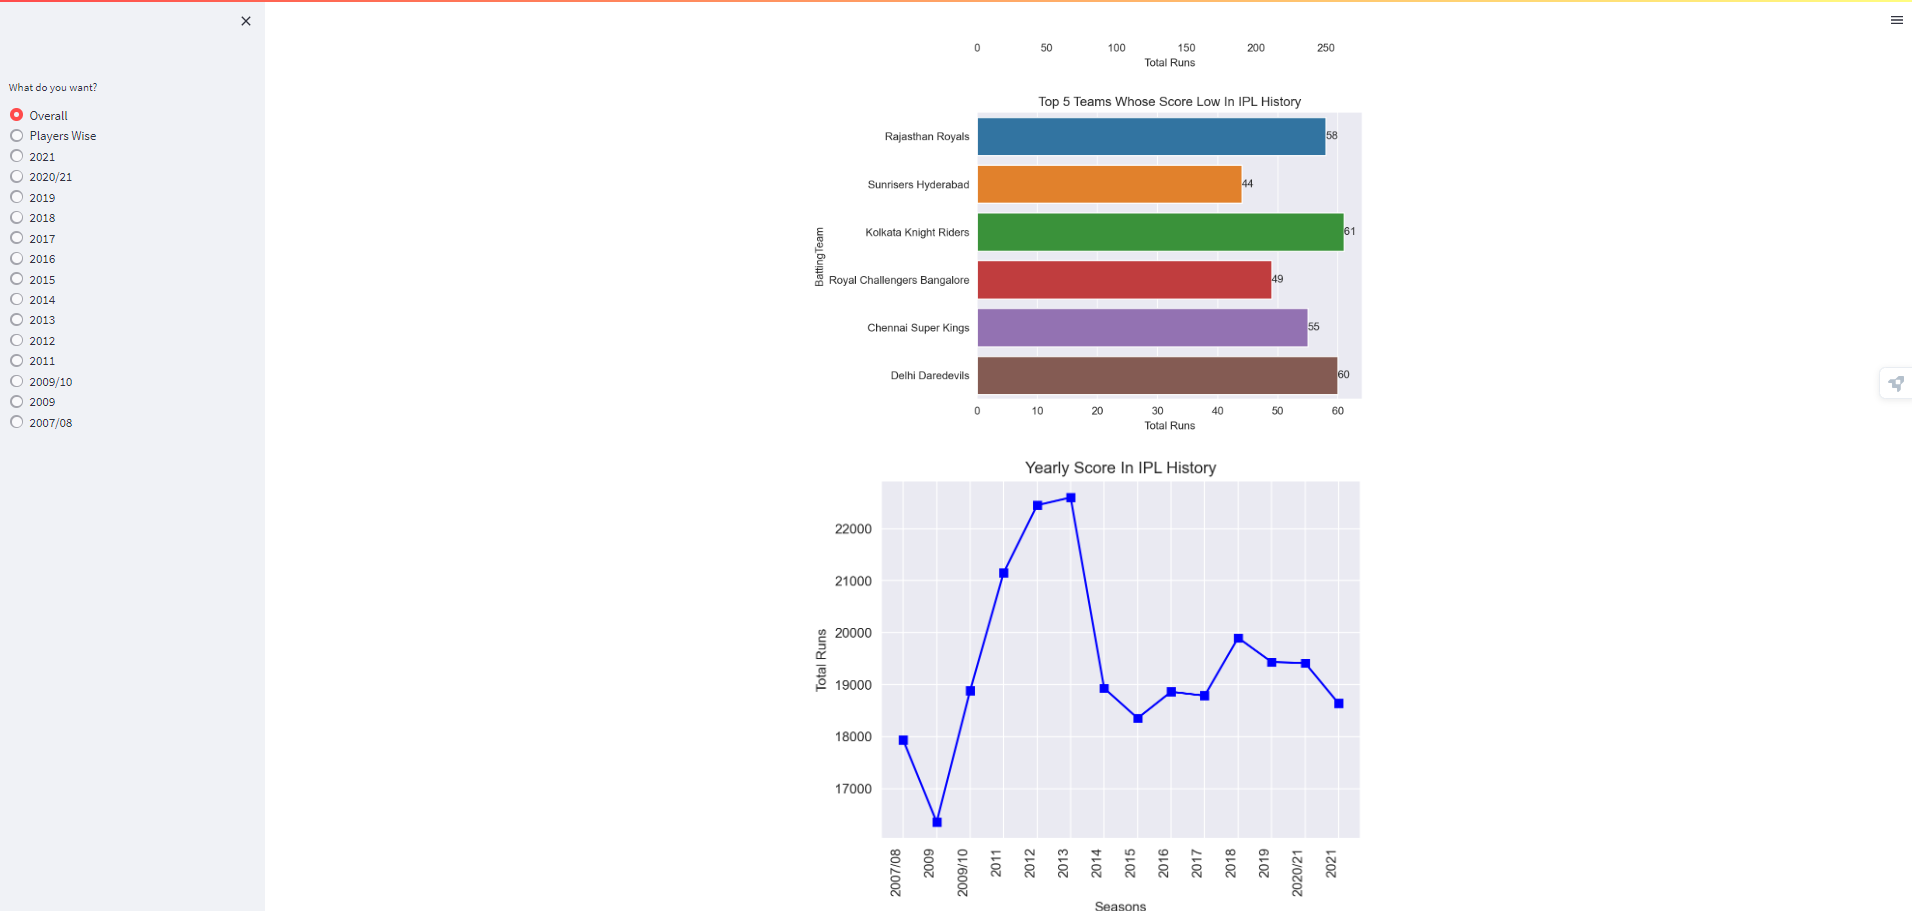 What do you want?
Overall
Players Wise
2021
2020/21
2019
2018
2017
2016
2015
2014
2013
2012
2011
2009/10
2009
2007/08
0 50 100 150 200 250
Total Runs
Top 5 Teams Whose Score Low In IPL History
BattingTeam
Rajasthan Royals 58
Sunrisers Hyderabad 44
Kolkata Knight Riders 61
Royal Challengers Bangalore 49
Chennai Super Kings 55
Delhi Daredevils 60
0 10 20 30 40 50 60
Total Runs
Yearly Score In IPL History
Total Runs
22000
21000
20000
19000
18000
17000
2007/08 2009 2009/10 2011 2012 2013 2014 2015 2016 2017 2018 2019 2020/21 2021
Seasons